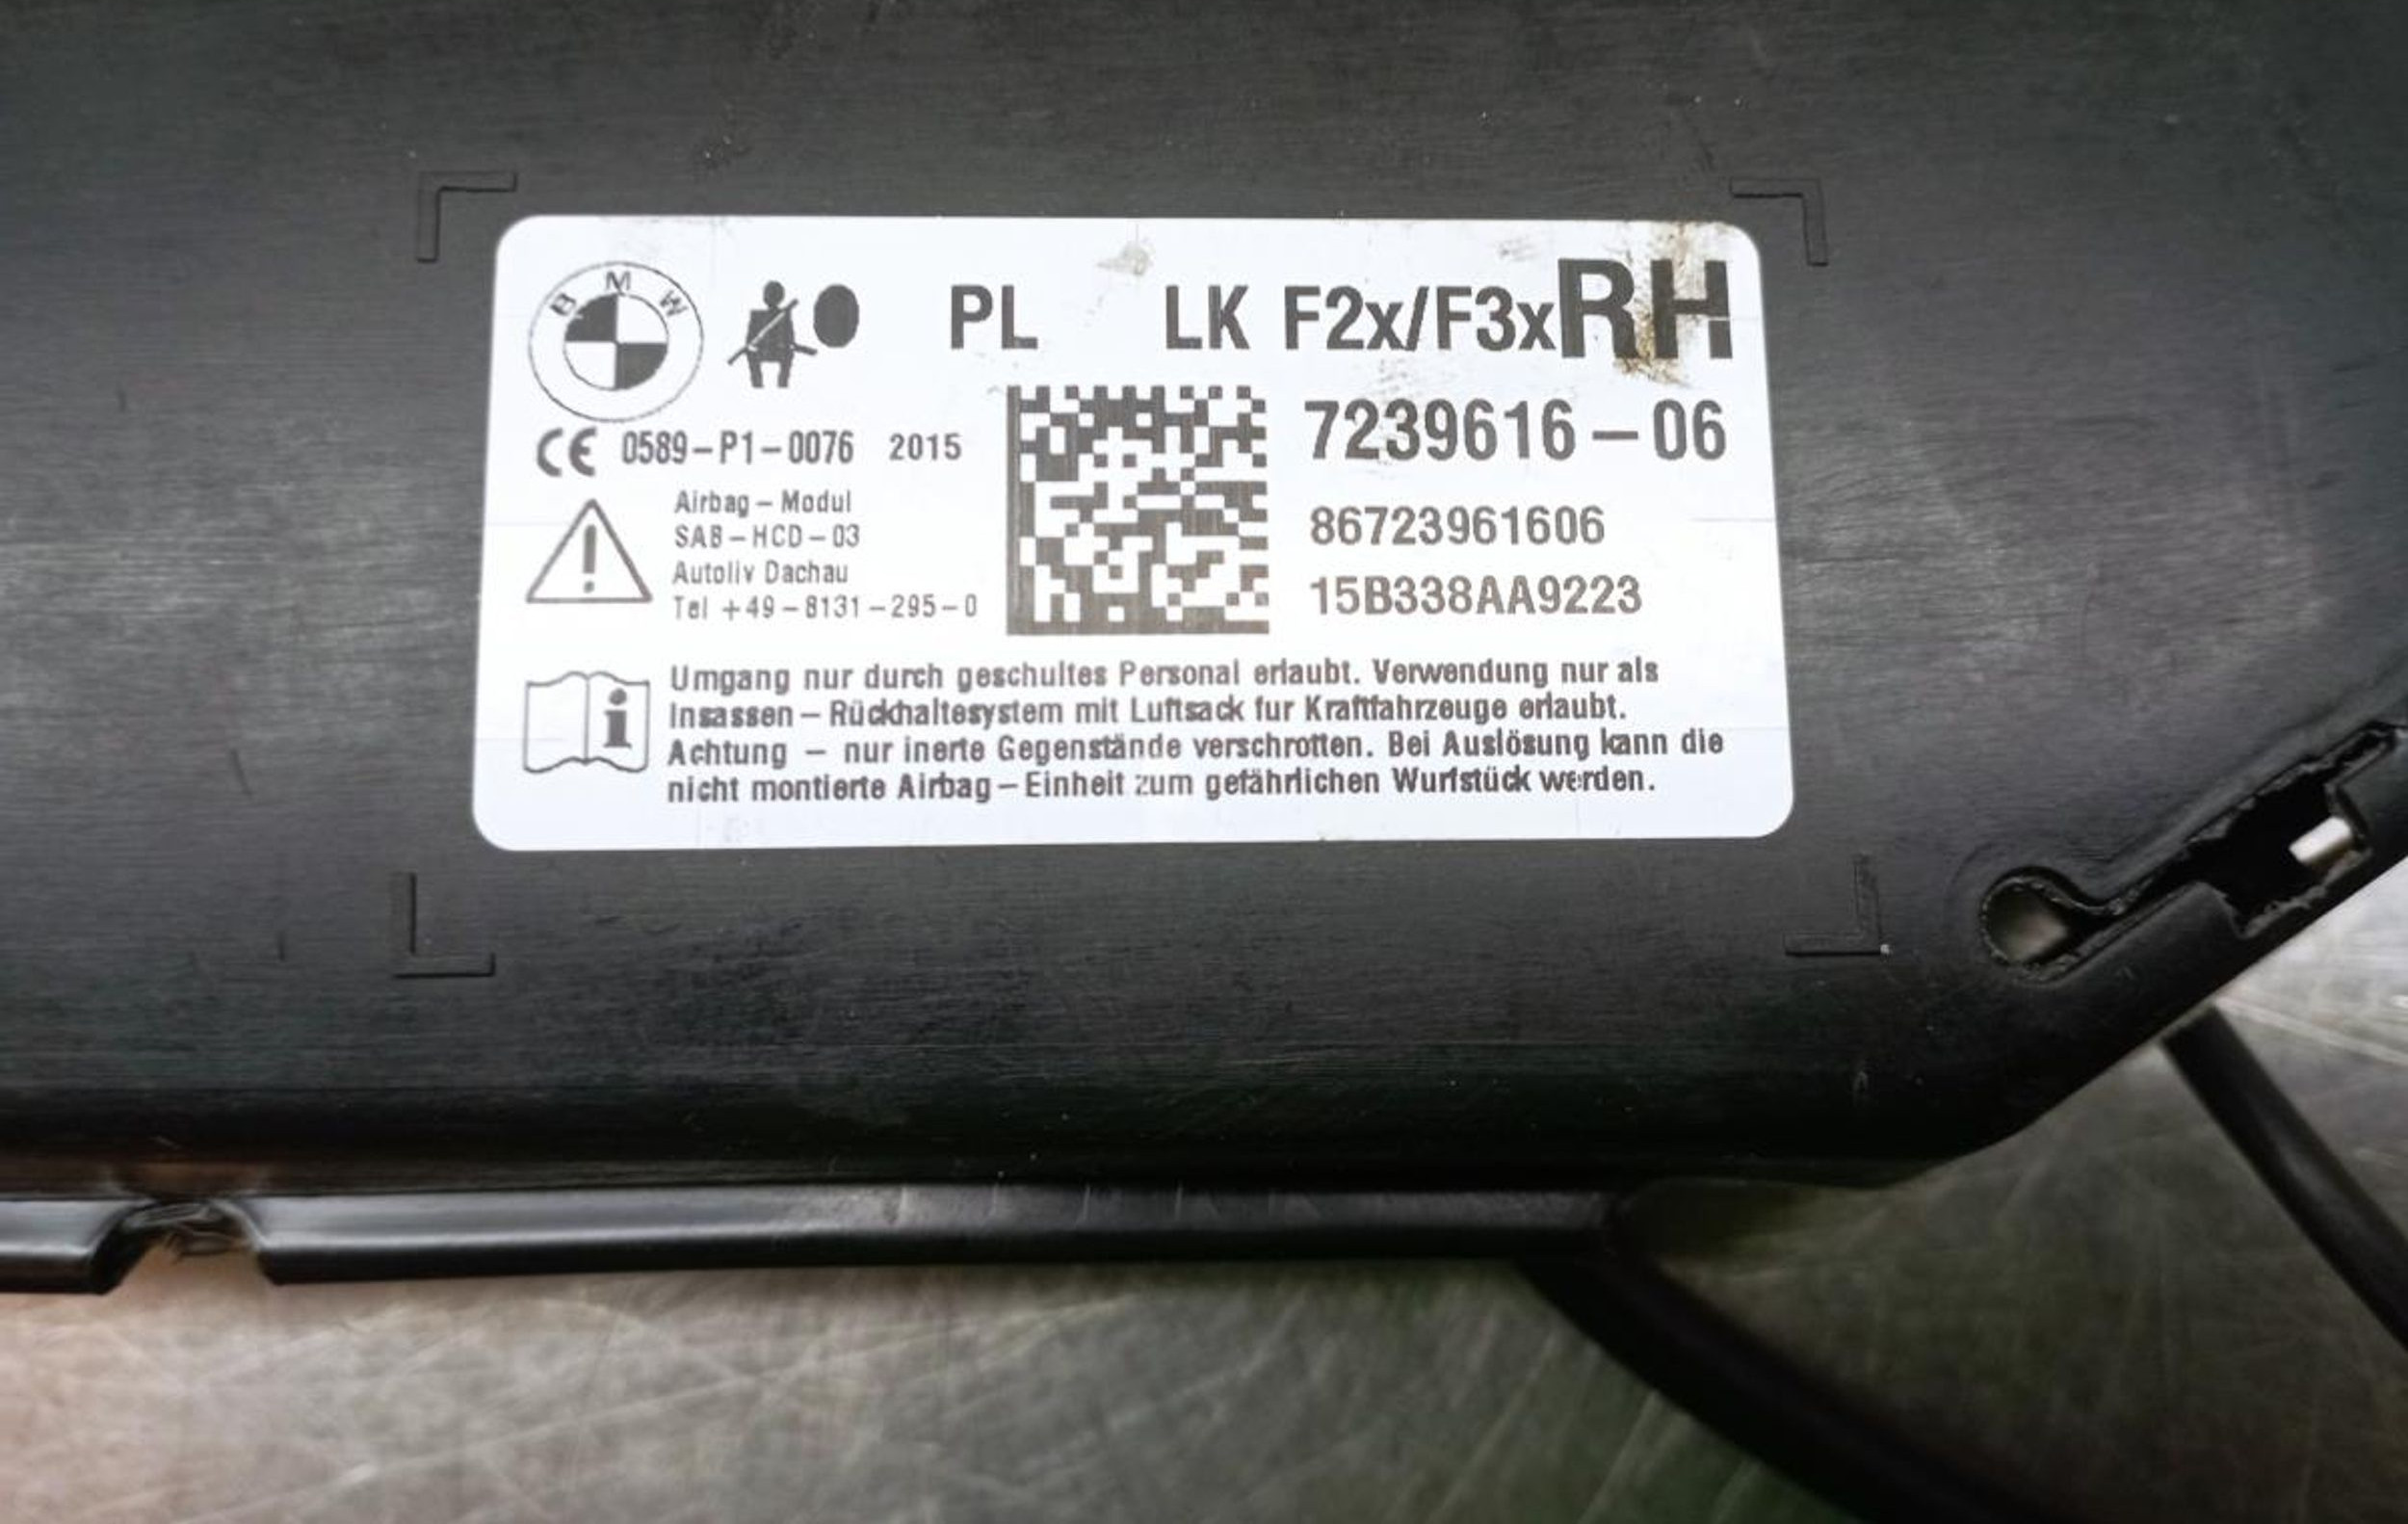 BMW
PL LK F2x/F3x RH
7239616-06
CE 0589-P1-0076 2015
Airbag-Modul
SAB-HCD-03
Autoliv Dachau
Tel +49-8131-295-0
86723961606
15B338AA9223
Umgang nur durch geschultes Personal erlaubt. Verwendung nur als
Insassen-Rückhaltesystem mit Luftsack fur Kraftfahrzeuge erlaubt.
Achtung - nur inerte Gegenstände verschrotten. Bei Auslösung kann die
nicht montierte Airbag-Einheit zum gefährlichen Wurfstück werden.